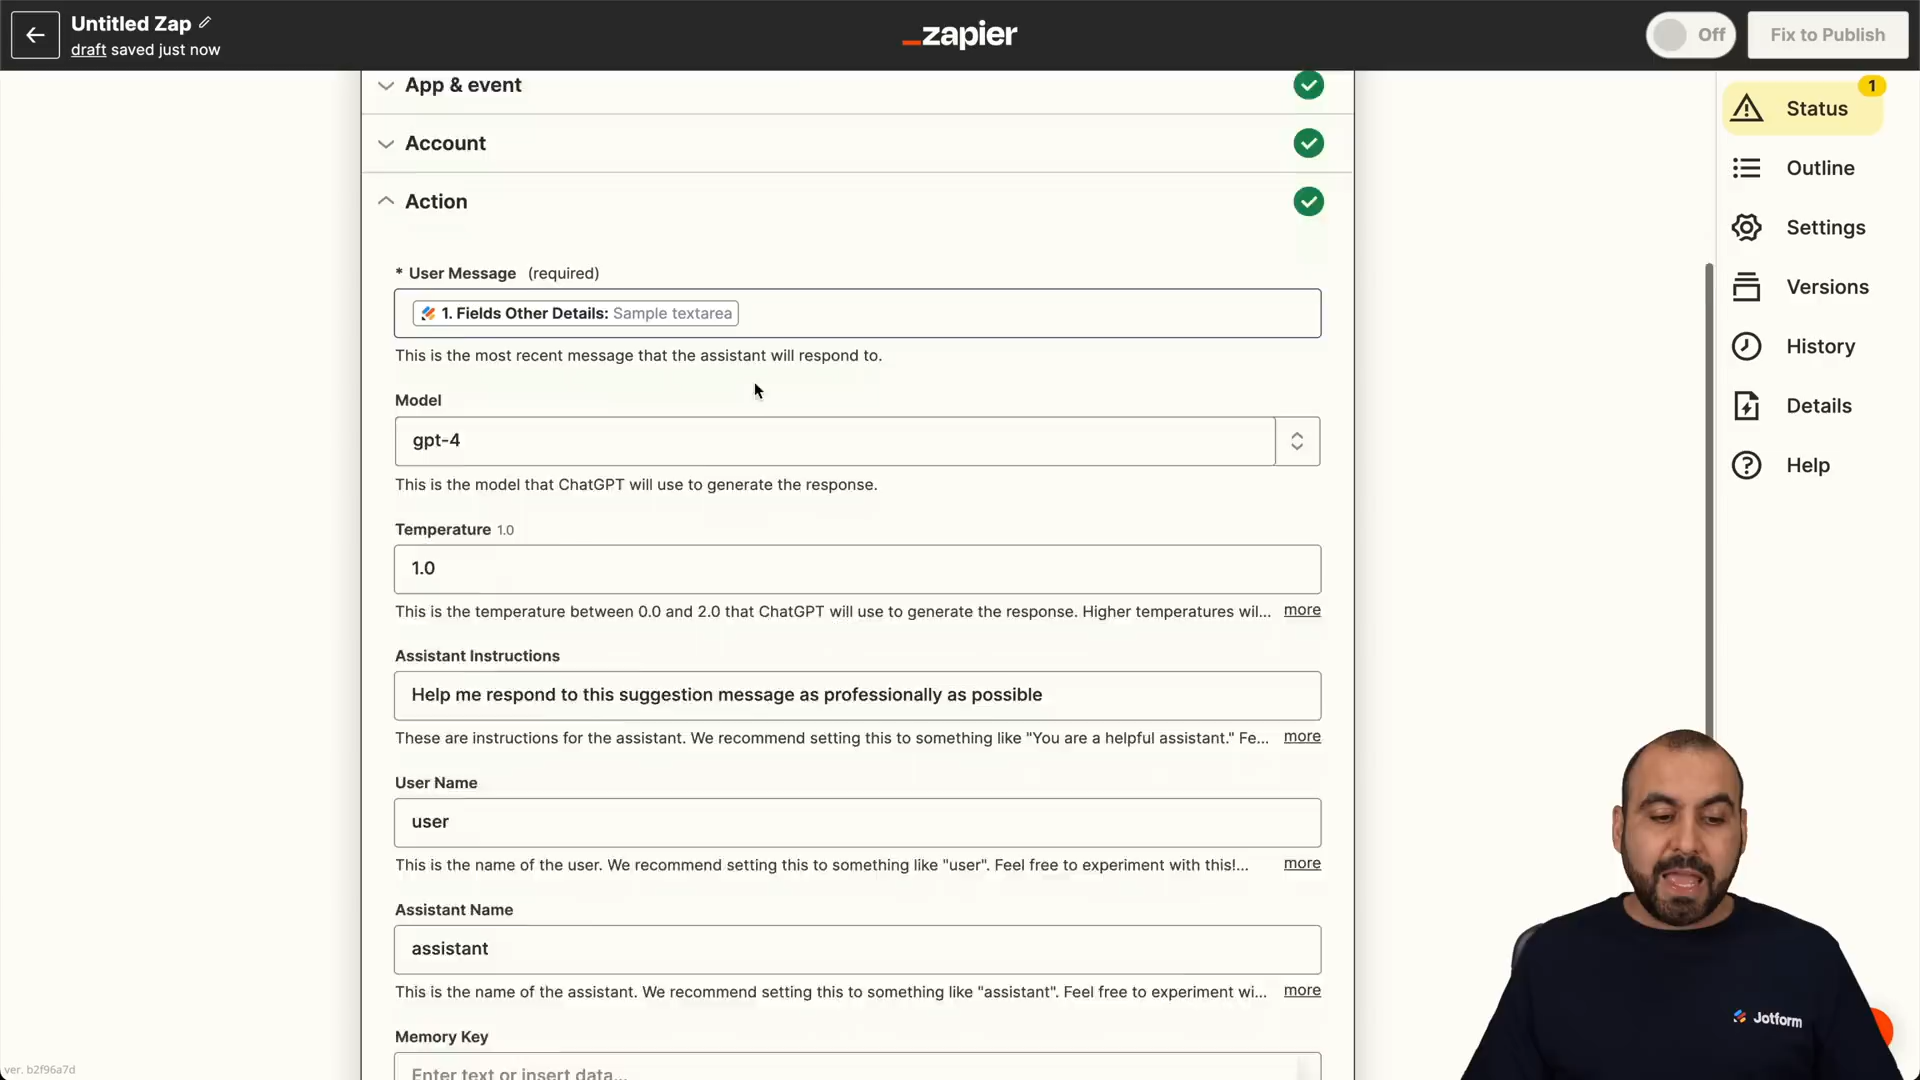 Untitled Zap
draft saved just now
zapier
Off
Fix to Publish
App & event
Account
Action
* User Message (required)
1. Fields Other Details: Sample textarea
This is the most recent message that the assistant will respond to.
Model
gpt-4
This is the model that ChatGPT will use to generate the response.
Temperature 1.0
1.0
This is the temperature between 0.0 and 2.0 that ChatGPT will use to generate the response. Higher temperatures wil... more
Assistant Instructions
Help me respond to this suggestion message as professionally as possible
These are instructions for the assistant. We recommend setting this to something like "You are a helpful assistant." Fe... more
User Name
user
This is the name of the user. We recommend setting this to something like "user". Feel free to experiment with this!... more
Assistant Name
assistant
This is the name of the assistant. We recommend setting this to something like "assistant". Feel free to experiment wi... more
Memory Key
Enter text or insert data...
1
Status
Outline
Settings
Versions
History
Details
Help
Jotform
ver. b2f96a7d